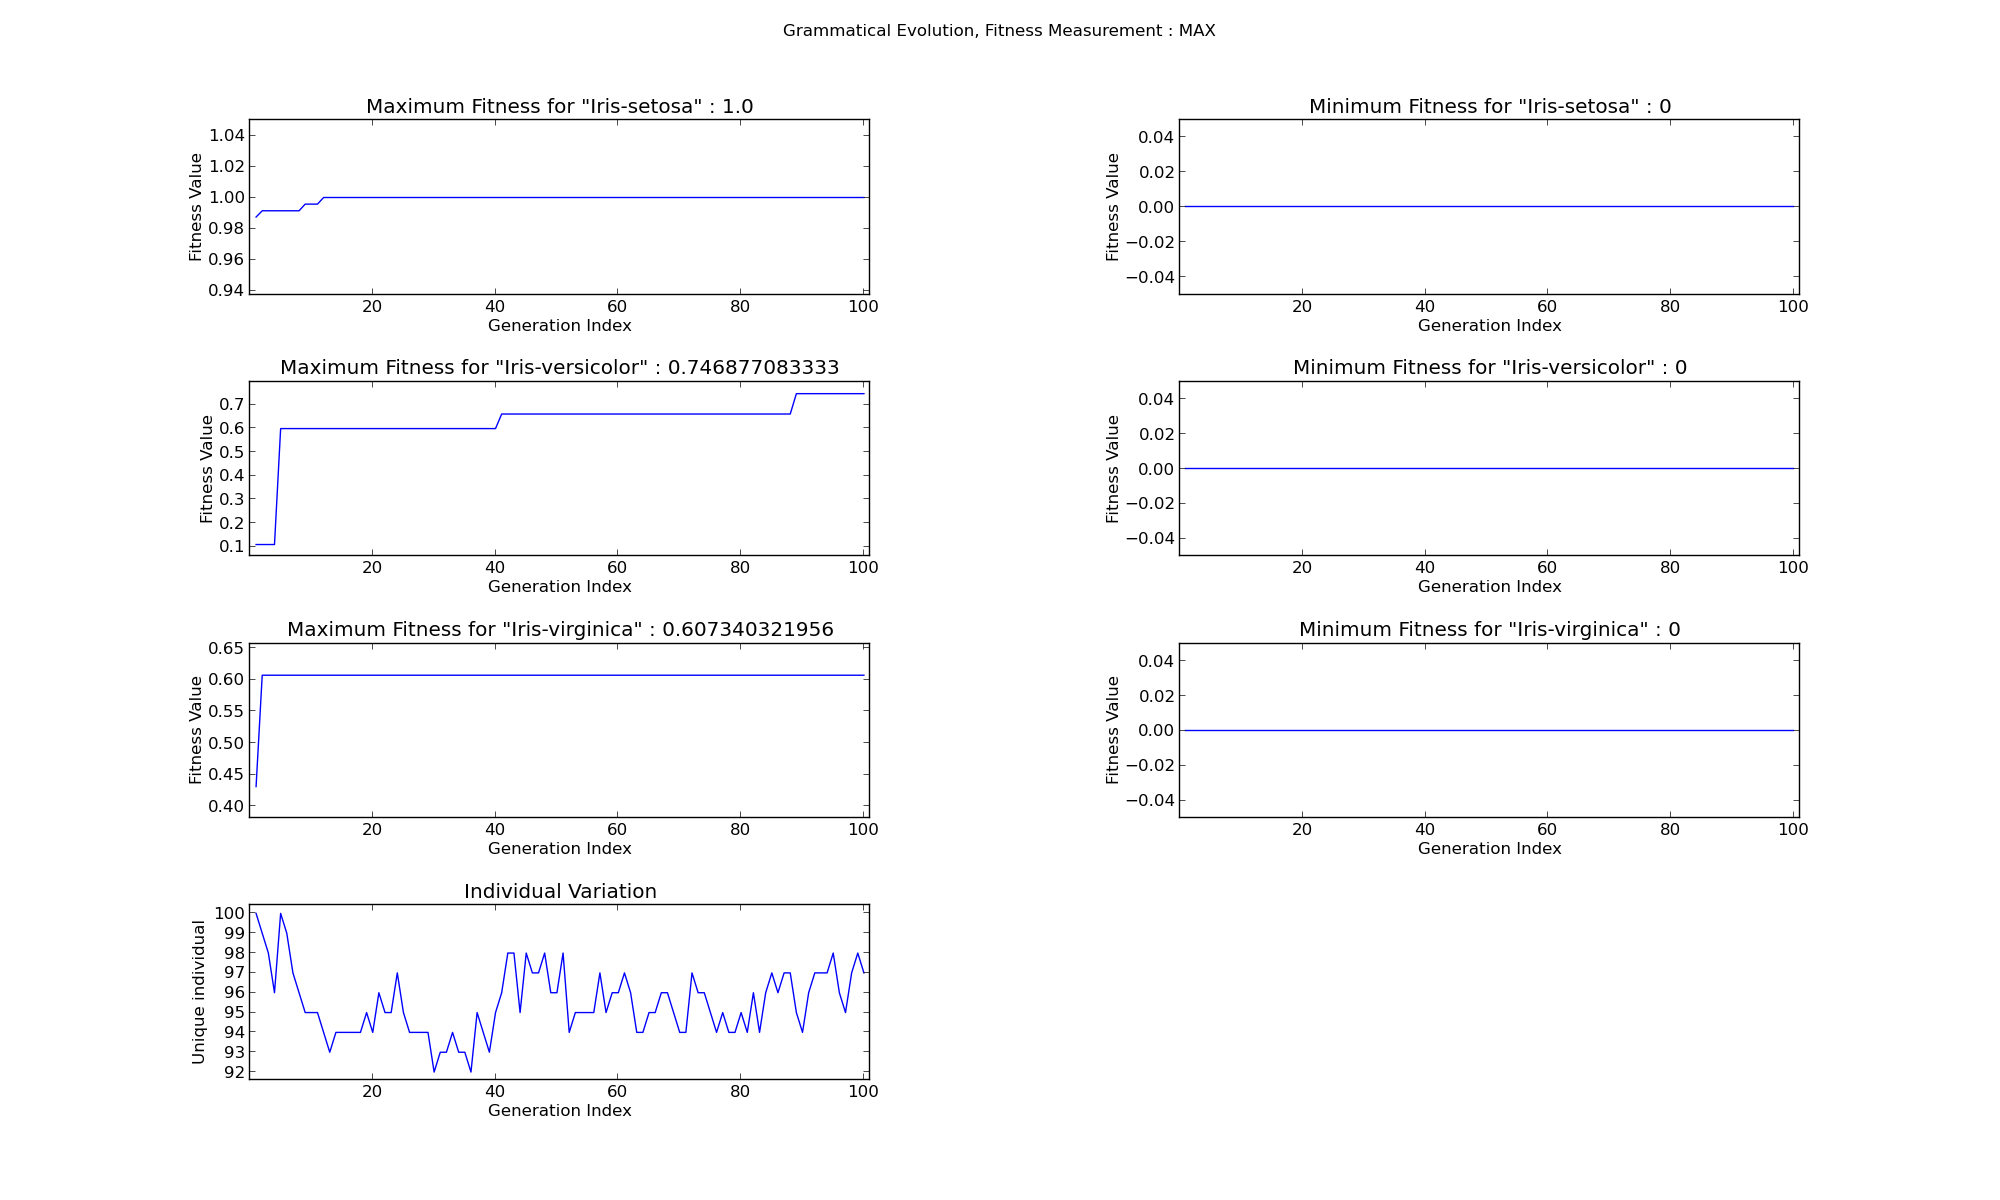 Grammatical Evolution, Fitness Measurement : MAX
Maximum Fitness for "Iris-setosa" : 1.0
1.04
1.02
1.00
0.98
0.96
0.94
Fitness Value
20 40 60 80 100
Generation Index
Minimum Fitness for "Iris-setosa" : 0
0.04
0.02
0.00
−0.02
−0.04
Fitness Value
20 40 60 80 100
Generation Index
Maximum Fitness for "Iris-versicolor" : 0.746877083333
0.7
0.6
0.5
0.4
0.3
0.2
0.1
Fitness Value
20 40 60 80 100
Generation Index
Minimum Fitness for "Iris-versicolor" : 0
0.04
0.02
0.00
−0.02
−0.04
Fitness Value
20 40 60 80 100
Generation Index
Maximum Fitness for "Iris-virginica" : 0.607340321956
0.65
0.60
0.55
0.50
0.45
0.40
Fitness Value
20 40 60 80 100
Generation Index
Minimum Fitness for "Iris-virginica" : 0
0.04
0.02
0.00
−0.02
−0.04
Fitness Value
20 40 60 80 100
Generation Index
Individual Variation
100
99
98
97
96
95
94
93
92
Unique individual
20 40 60 80 100
Generation Index